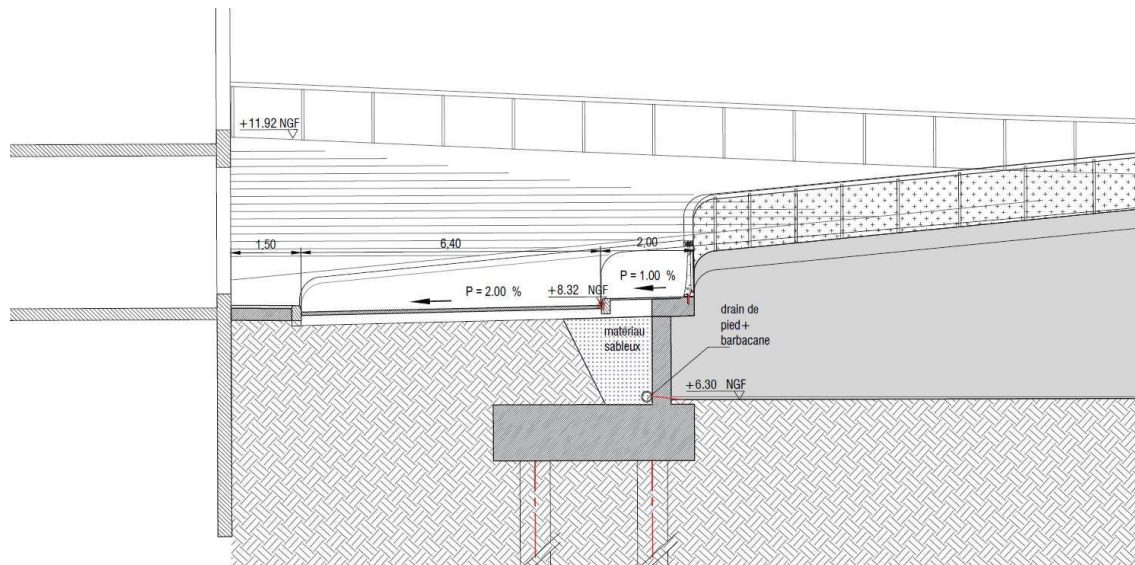 +11.92 NGF
1,50
6,40
2,00
P = 1.00 %
P = 2.00 %
+8.32 NGF
drain de
pied+
barbacane
matériau
sableux
+6.30 NGF